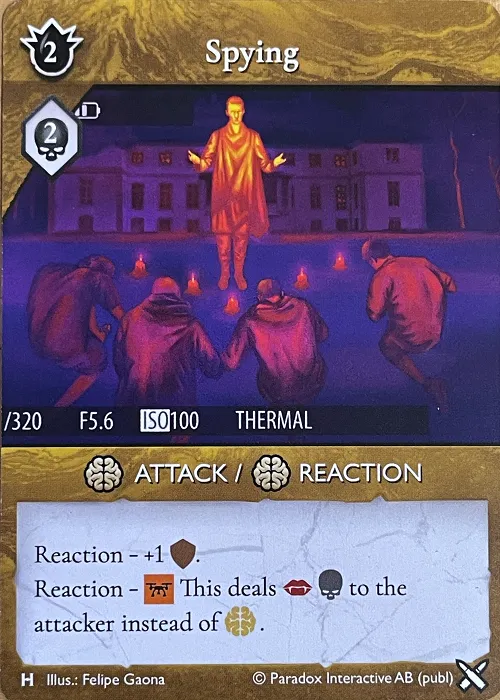 2
Spying
2
/320 F5.6 ISO100 THERMAL
ATTACK / REACTION
Reaction - +1 .
Reaction - This deals to the
attacker instead of .
H Illus.: Felipe Gaona © Paradox Interactive AB (publ)